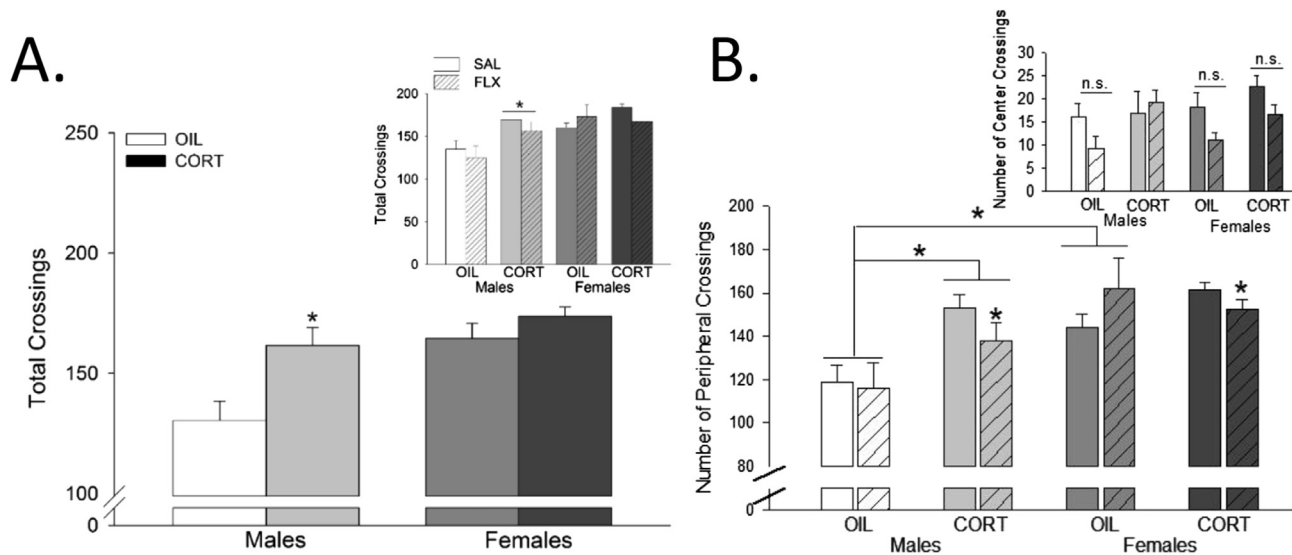 A.
250
200
150
100
0
Total Crossings
OIL
CORT
*
Males
Females
SAL
FLX
200
150
100
50
0
Total Crossings
*
OIL
CORT
OIL
CORT
Males
Females
B.
30
25
20
15
10
5
0
Number of Center Crossings
n.s.
n.s.
n.s.
OIL
CORT
OIL
CORT
Males
Females
200
180
160
140
120
100
80
0
Number of Peripheral Crossings
*
*
*
*
OIL
CORT
OIL
CORT
Males
Females